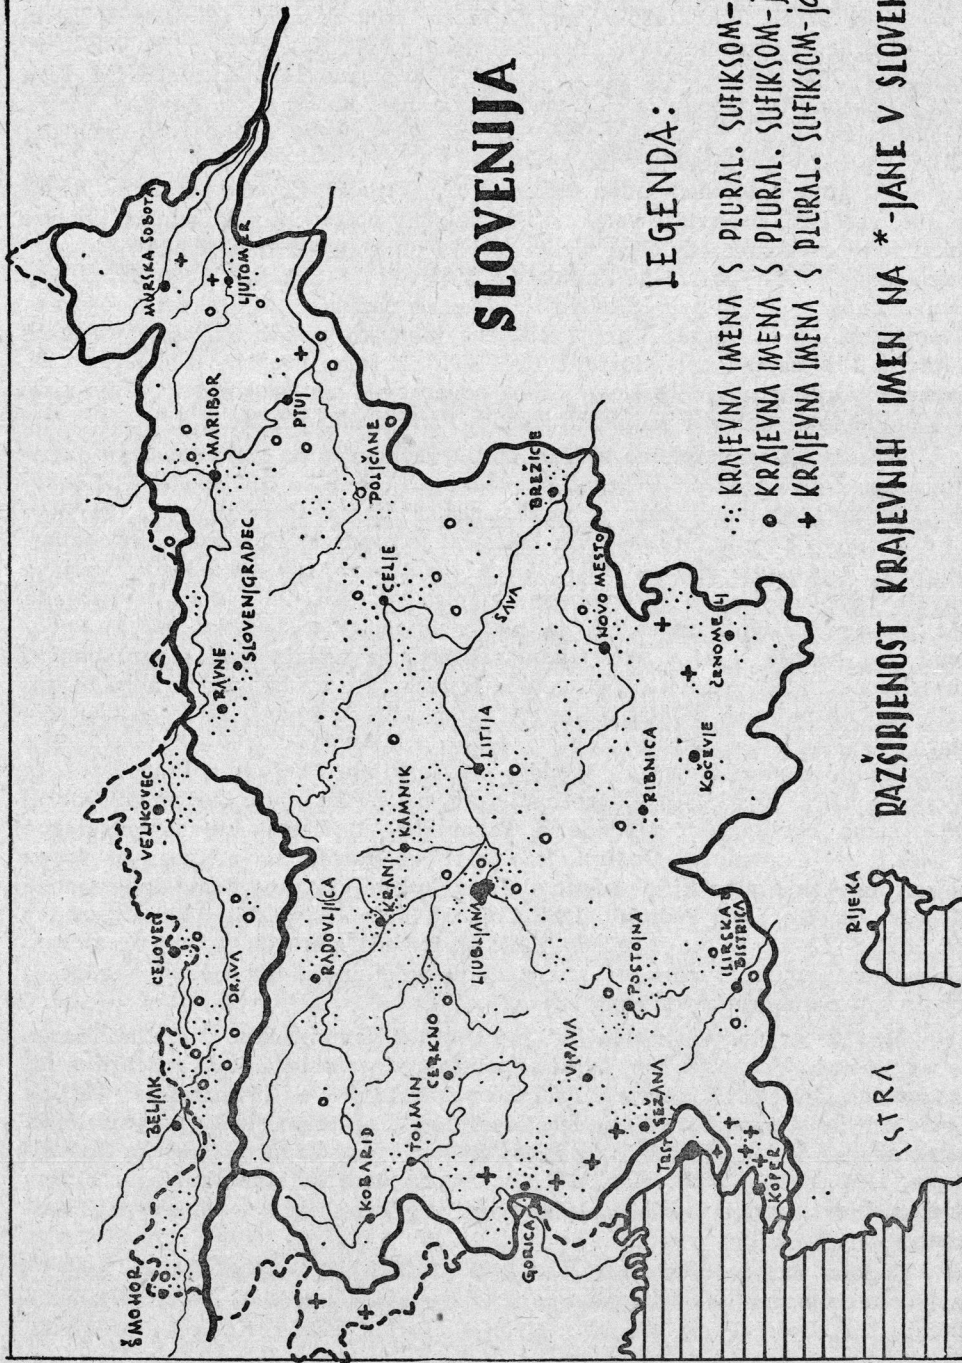 ŠMOHOR
BELJAK
CELOVEC
VELIKOVEC
MURSKA SOBOTA
DRAVA
RAVNE
SLOVENJGRADEC
MARIBOR
LJUTOMER
PTUJ
RADOVLJICA
KOBARID
KRANJ
KAMNIK
CELJE
POLJČANE
TOLMIN
CERKNO
LJUBLJANA
LITIJA
SAVA
BREŽICE
GORICA
VIPAVA
NOVO MESTO
SLOVENIJA
SEŽANA
POSTOJNA
RIBNICA
TRST
KOČEVJE
ČRNOMELJ
ILIRSKA
BISTRICA
KOPER
LEGENDA:
KRAJEVNA IMENA S PLURAL. SUFIKSOM-
KRAJEVNA IMENA S PLURAL. SUFIKSOM-
KRAJEVNA IMENA S PLURAL. SUFIKSOM-
RIJEKA
ISTRA
RAZŠIRJENOST KRAJEVNIH IMEN NA *-JANE V